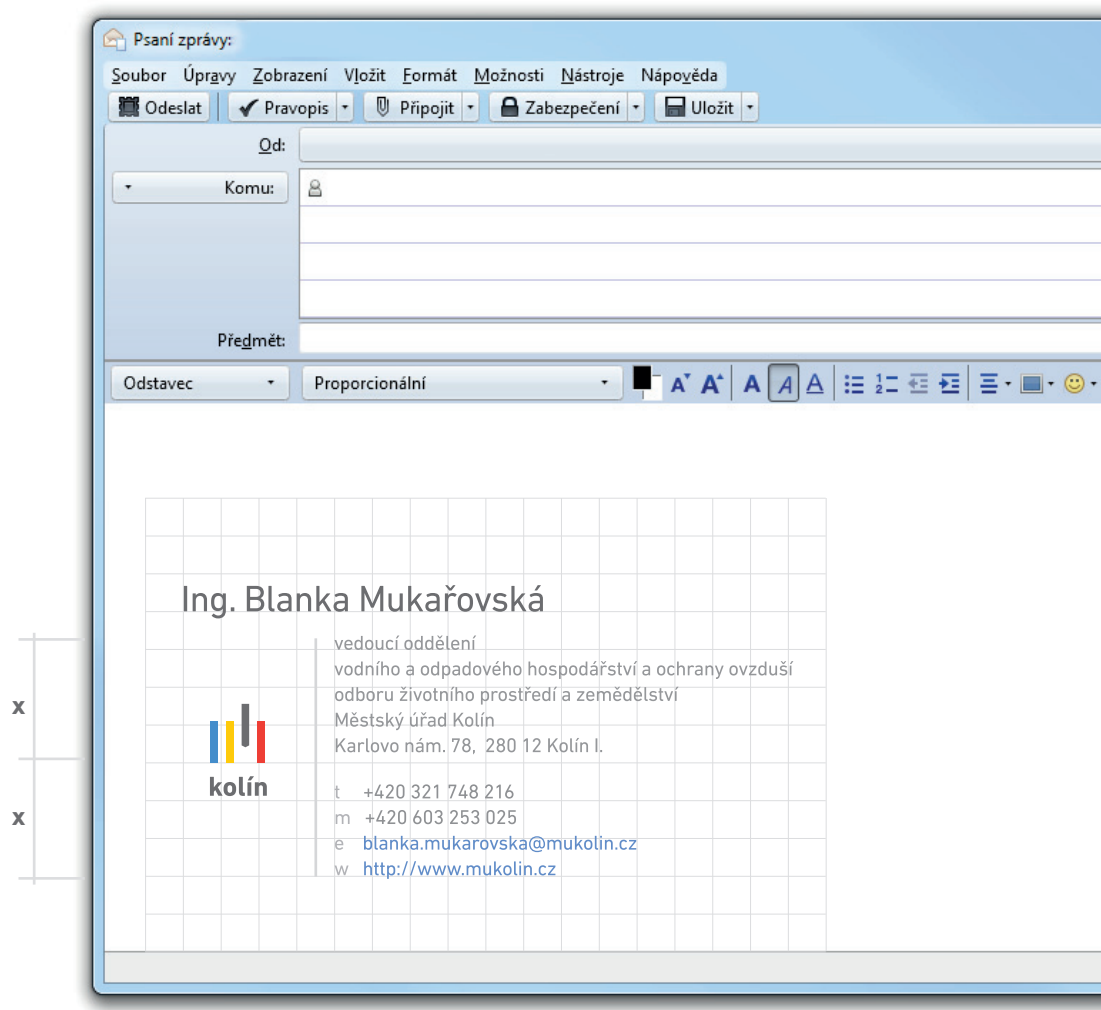 Psaní zprávy:
Soubor Úpravy Zobrazení Vložit Formát Možnosti Nástroje Nápověda
Odeslat Pravopis Připojit Zabezpečení Uložit
Od:
Komu:
Předmět:
Odstavec Proporcionální
Ing. Blanka Mukařovská
vedoucí oddělení
vodního a odpadového hospodářství a ochrany ovzduší
odboru životního prostředí a zemědělství
Městský úřad Kolín
Karlovo nám. 78, 280 12 Kolín I.
x
kolín
t +420 321 748 216
x
m +420 603 253 025
e blanka.mukarovska@mukolin.cz
w http://www.mukolin.cz